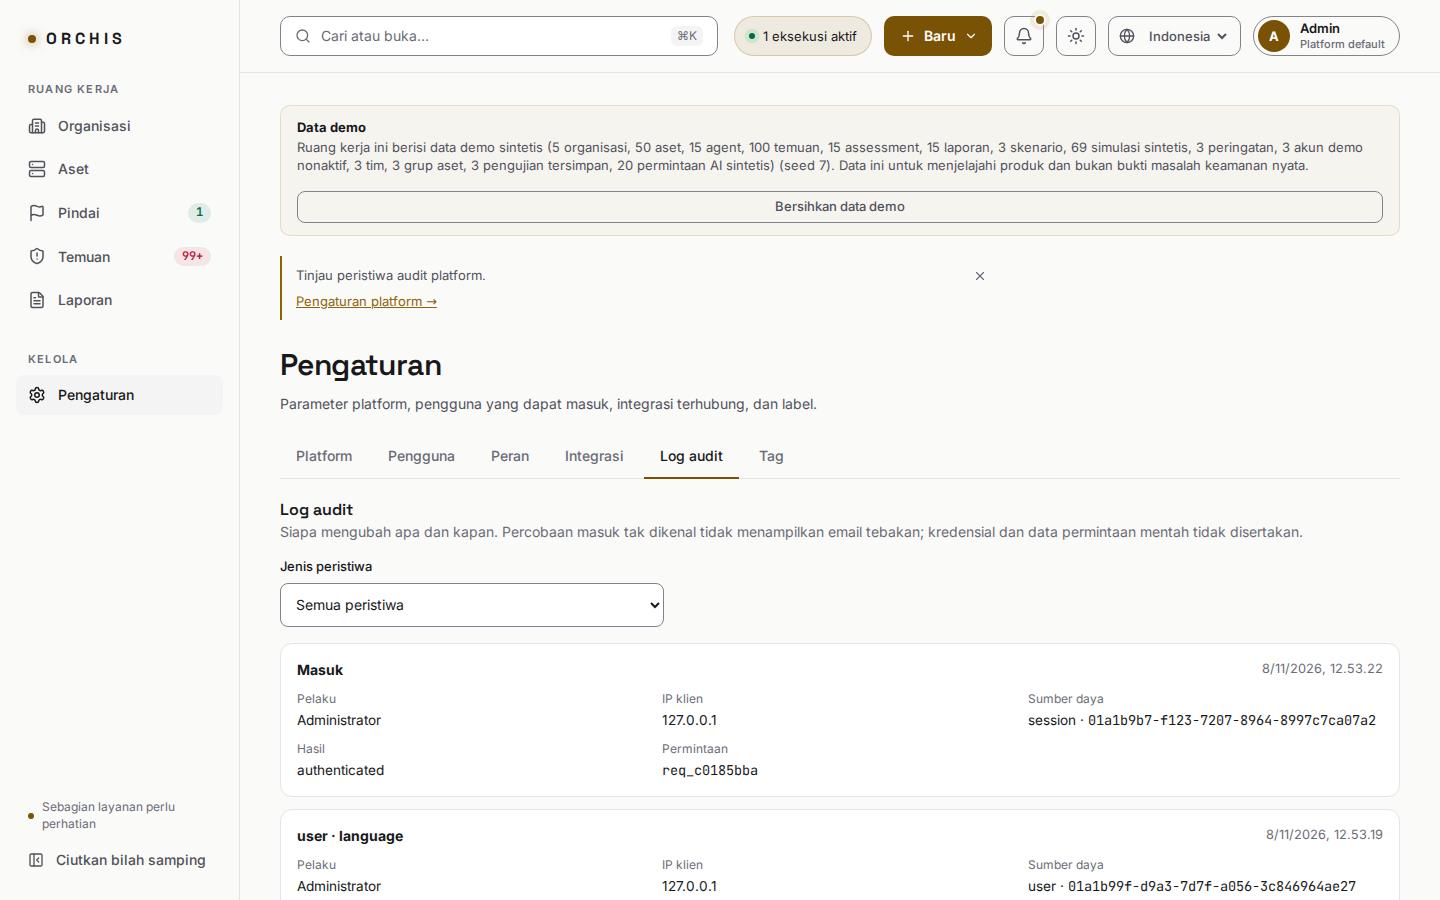 ORCHIS
RUANG KERJA
Organisasi
Aset
Pindai
1
Temuan
99+
Laporan
KELOLA
Pengaturan
Sebagian layanan perlu
perhatian
Ciutkan bilah samping
Cari atau buka...
⌘K
1 eksekusi aktif
Baru
Indonesia
A
Admin
Platform default
Data demo
Ruang kerja ini berisi data demo sintetis (5 organisasi, 50 aset, 15 agent, 100 temuan, 15 assessment, 15 laporan, 3 skenario, 69 simulasi sintetis, 3 peringatan, 3 akun demo
nonaktif, 3 tim, 3 grup aset, 3 pengujian tersimpan, 20 permintaan AI sintetis) (seed 7). Data ini untuk menjelajahi produk dan bukan bukti masalah keamanan nyata.
Bersihkan data demo
Tinjau peristiwa audit platform.
Pengaturan platform →
Pengaturan
Parameter platform, pengguna yang dapat masuk, integrasi terhubung, dan label.
Platform Pengguna Peran Integrasi Log audit Tag
Log audit
Siapa mengubah apa dan kapan. Percobaan masuk tak dikenal tidak menampilkan email tebakan; kredensial dan data permintaan mentah tidak disertakan.
Jenis peristiwa
Semua peristiwa
Masuk 8/11/2026, 12.53.22
Pelaku IP klien Sumber daya
Administrator 127.0.0.1 session · 01a1b9b7-f123-7207-8964-8997c7ca07a2
Hasil Permintaan
authenticated req_c0185bba
user · language 8/11/2026, 12.53.19
Pelaku IP klien Sumber daya
Administrator 127.0.0.1 user · 01a1b99f-d9a3-7d7f-a056-3c846964ae27